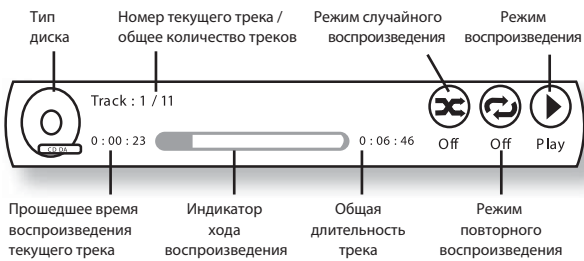 Тип
диска
Номер текущего трека /
общее количество треков
Режим случайного
воспроизведения
Режим
воспроизведения
Track : 1 / 11
CD DA
0 : 00 : 23
0 : 06 : 46
Off
Off
Play
Прошедшее время
воспроизведения
текущего трека
Индикатор
хода
воспроизведения
Общая
длительность
трека
Режим
повторного
воспроизведения